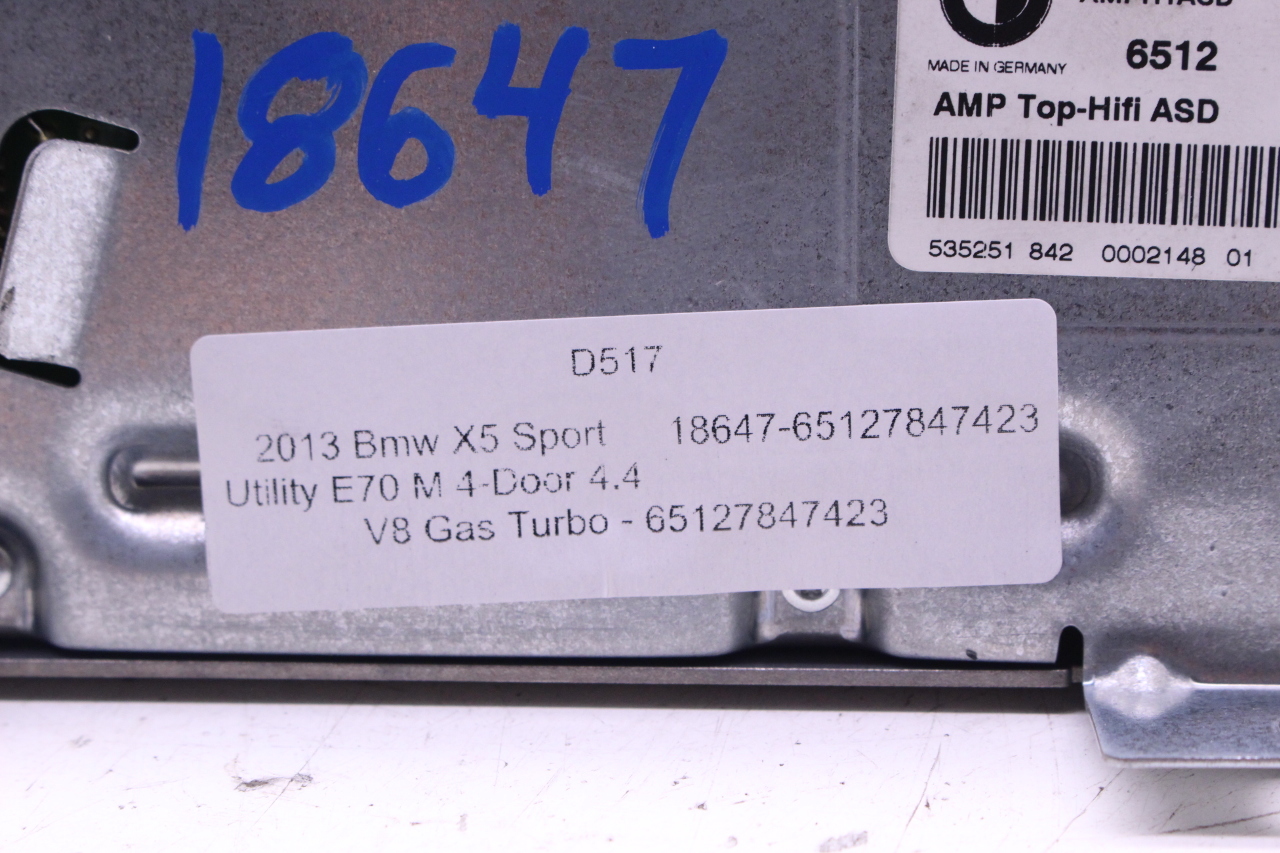 18647
MADE IN GERMANY 6512
AMP Top-Hifi ASD
535251 842 0002148 01
D517
2013 Bmw X5 Sport 18647-65127847423
Utility E70 M 4-Door 4.4
V8 Gas Turbo - 65127847423